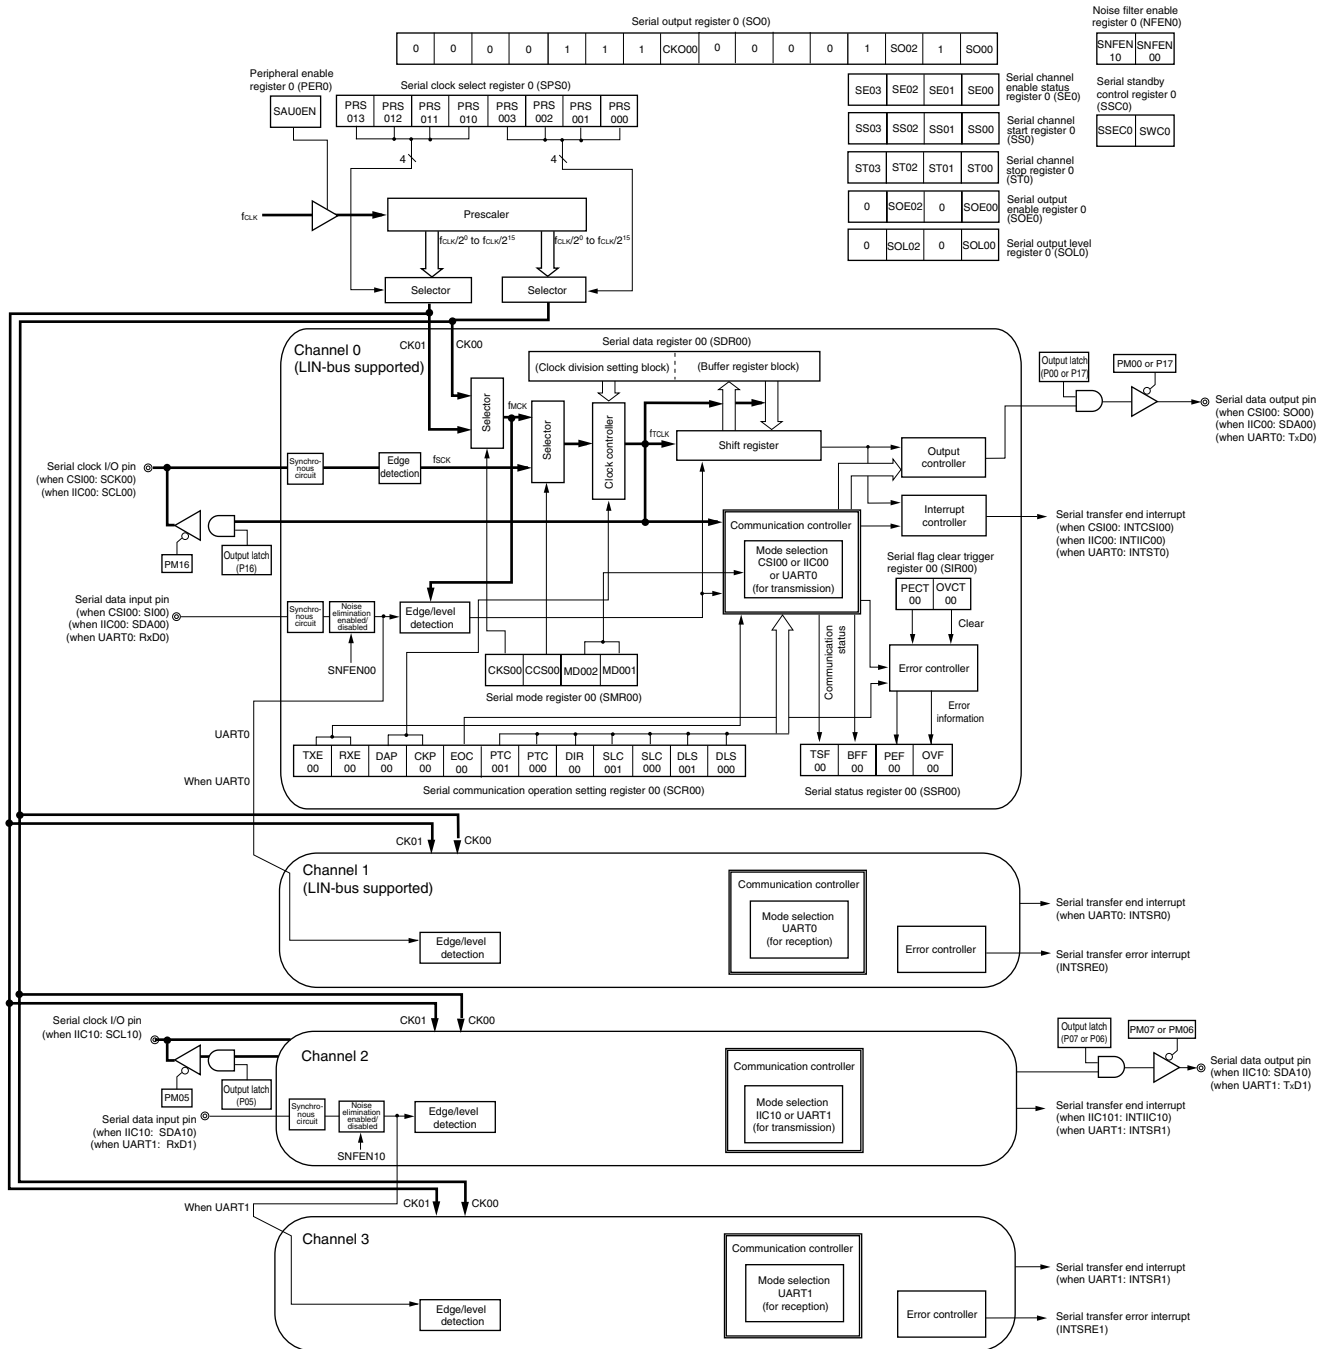 Serial output register 0 (SO0)
0 0 0 0 1 1 1 CKO00 0 0 0 0 1 SO02 1 SO00
Noise filter enable
register 0 (NFEN0)
SNFEN
10
SNFEN
00
Peripheral enable
register 0 (PER0)
SAU0EN
Serial clock select register 0 (SPS0)
PRS
013
PRS
012
PRS
011
PRS
010
PRS
003
PRS
002
PRS
001
PRS
000
4
4
SE03 SE02 SE01 SE00
Serial channel
enable status
register 0 (SE0)
Serial standby
control register 0
(SSC0)
SSEC0 SWC0
SS03 SS02 SS01 SS00
Serial channel
start register 0
(SS0)
ST03 ST02 ST01 ST00
Serial channel
stop register 0
(ST0)
0 SOE02 0 SOE00
Serial output
enable register 0
(SOE0)
0 SOL02 0 SOL00
Serial output level
register 0 (SOL0)
fCLK
Prescaler
fCLK/2⁰ to fCLK/2¹⁵
fCLK/2⁰ to fCLK/2¹⁵
Selector
Selector
Channel 0
(LIN-bus supported)
CK01
CK00
Serial data register 00 (SDR00)
(Clock division setting block)
(Buffer register block)
Selector
fMCK
Selector
Clock controller
fTCLK
Shift register
Output
controller
Interrupt
controller
Output latch
(P00 or P17)
PM00 or P17
Serial data output pin
(when CSI00: SO00)
(when IIC00: SDA00)
(when UART0: TxD0)
Serial clock I/O pin
(when CSI00: SCK00)
(when IIC00: SCL00)
Synchro-
nous
circuit
Edge
detection
fSCK
PM16
Output latch
(P16)
Communication controller
Mode selection
CSI00 or IIC00
or UART0
(for transmission)
Serial transfer end interrupt
(when CSI00: INTCSI00)
(when IIC00: INTIIC00)
(when UART0: INTST0)
Serial flag clear trigger
register 00 (SIR00)
PECT
00
OVCT
00
Clear
Error controller
Error
information
Communication
status
Serial data input pin
(when CSI00: SI00)
(when IIC00: SDA00)
(when UART0: RxD0)
Synchro-
nous
circuit
Noise
elimination
enabled/
disabled
Edge/level
detection
SNFEN00
CKS00 CCS00 MD002 MD001
Serial mode register 00 (SMR00)
UART0
When UART0
TXE
00
RXE
00
DAP
00
CKP
00
EOC
00
PTC
001
PTC
000
DIR
00
SLC
001
SLC
000
DLS
001
DLS
000
Serial communication operation setting register 00 (SCR00)
TSF
00
BFF
00
PEF
00
OVF
00
Serial status register 00 (SSR00)
CK01
CK00
Channel 1
(LIN-bus supported)
Communication controller
Mode selection
UART0
(for reception)
Edge/level
detection
Error controller
Serial transfer end interrupt
(when UART0: INTSR0)
Serial transfer error interrupt
(INTSRE0)
CK01
CK00
Serial clock I/O pin
(when IIC10: SCL10)
PM05
Output latch
(P05)
Channel 2
Serial data input pin
(when IIC10: SDA10)
(when UART1: RxD1)
Synchro-
nous
circuit
Noise
elimination
enabled/
disabled
Edge/level
detection
SNFEN10
Communication controller
Mode selection
IIC10 or UART1
(for transmission)
Output latch
(P07 or P06)
PM07 or PM06
Serial data output pin
(when IIC10: SDA10)
(when UART1: TxD1)
Serial transfer end interrupt
(when IIC101: INTIIC10)
(when UART1: INTSR1)
When UART1
CK01
CK00
Channel 3
Communication controller
Mode selection
UART1
(for reception)
Edge/level
detection
Error controller
Serial transfer end interrupt
(when UART1: INTSR1)
Serial transfer error interrupt
(INTSRE1)